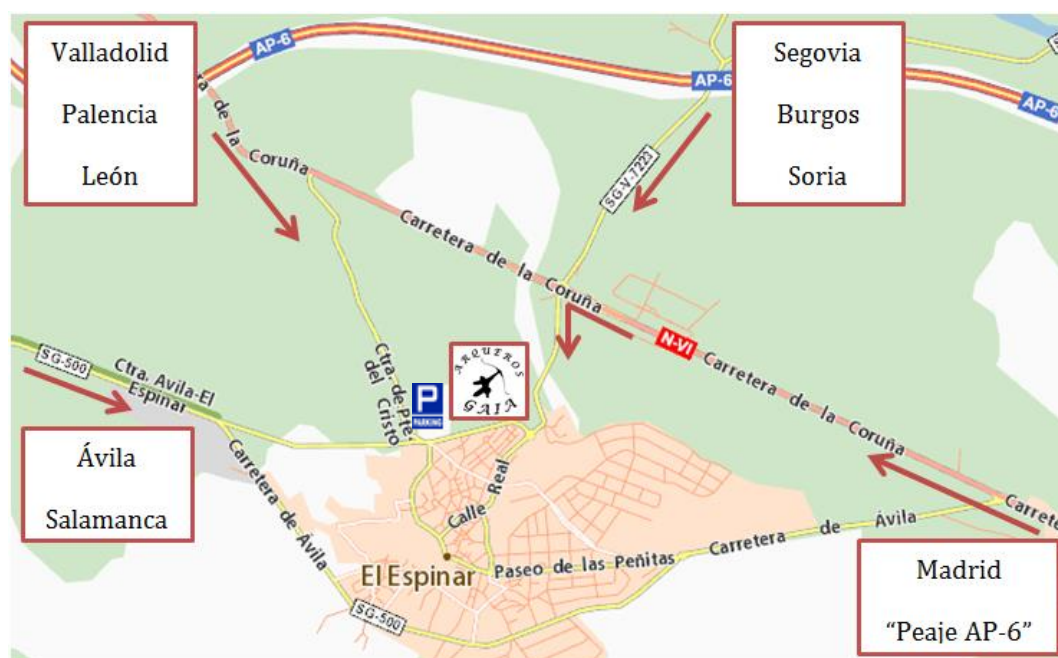 Valladolid
Palencia
León
Segovia
Burgos
Soria
AP-6
AP-6
AP-6
ra de la Coruña
SG-V-7223
Carretera de la Coruña
N-VI
Carretera de la Coruña
Carrete
SG-500
Ctra. Avila-El
Espinar
Ctra. de Pte.
del Cristo
P
PARKING
ARQUEROS
GAIA
Ávila
Salamanca
Carretera de Ávila
Calle Real
El Espinar
Paseo de las Peñitas
Carretera de Ávila
SG-500
Madrid
“Peaje AP-6”